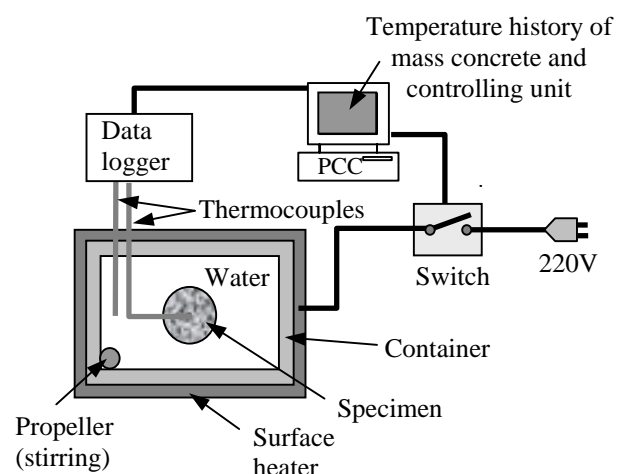 Temperature history of
mass concrete and
controlling unit
Data
logger
PCC
Thermocouples
Water
Switch
220V
Container
Specimen
Propeller
(stirring)
Surface
heater